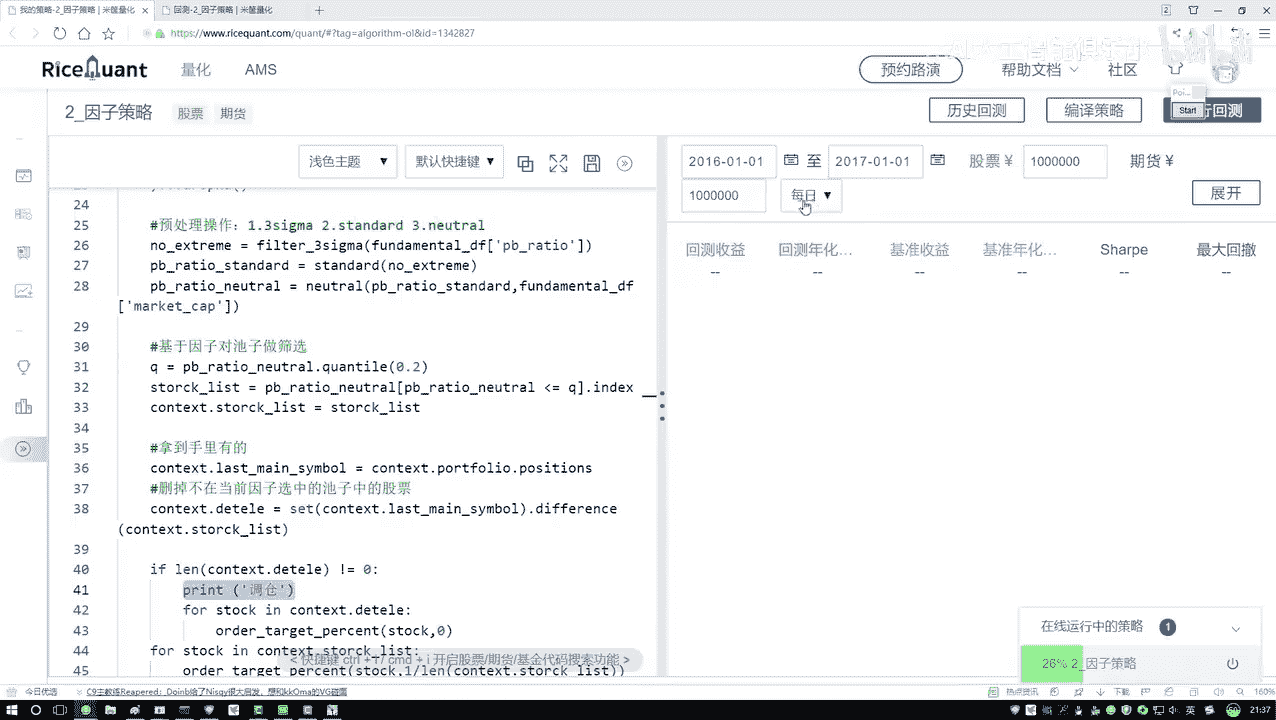 我的策略-2_因子策略 | 米筐量化
回测-2_因子策略 | 米筐量化
https://www.ricequant.com/quant/#?tag=algorithm-ol&id=1342827
RiceQuant 量化 AMS 预约路演 帮助文档 社区
Poi...
Start
2_因子策略 股票 期货 历史回测 编译策略 行回测
浅色主题 默认快捷键
2016-01-01 至 2017-01-01 股票 ¥ 1000000 期货 ¥
1000000 每日 展开
回测收益 回测年化... 基准收益 基准年化... Sharpe 最大回撤
-- -- -- -- -- --
24
25 #预处理操作: 1.3sigma 2.standard 3.neutral
26 no_extreme = filter_3sigma(fundamental_df['pb_ratio'])
27 pb_ratio_standard = standard(no_extreme)
28 pb_ratio_neutral = neutral(pb_ratio_standard,fundamental_df
['market_cap'])
29
30 #基于因子对池子做筛选
31 q = pb_ratio_neutral.quantile(0.2)
32 storck_list = pb_ratio_neutral[pb_ratio_neutral <= q].index
33 context.storck_list = storck_list
34
35 #拿到手里有的
36 context.last_main_symbol = context.portfolio.positions
37 #删掉不在当前因子选中的池子中的股票
38 context.detele = set(context.last_main_symbol).difference
(context.storck_list)
39
40 if len(context.detele) != 0:
41 print ('调仓')
42 for stock in context.detele:
43 order_target_percent(stock,0)
44 for stock in context.storck_list:
45 order_target_percent(stock,1/len(context.storck_list))
< 快捷键 ctrl + i / cmd + i 开启股票/期货/基金代码搜索功能 >
在线运行中的策略 1
26% 2_因子策略
今日优选
C9主教练Reapered: Doinb给了Nisqy很大启发、想和kkOma的VG碰碰
热点资讯 下载 160%
英 21:37